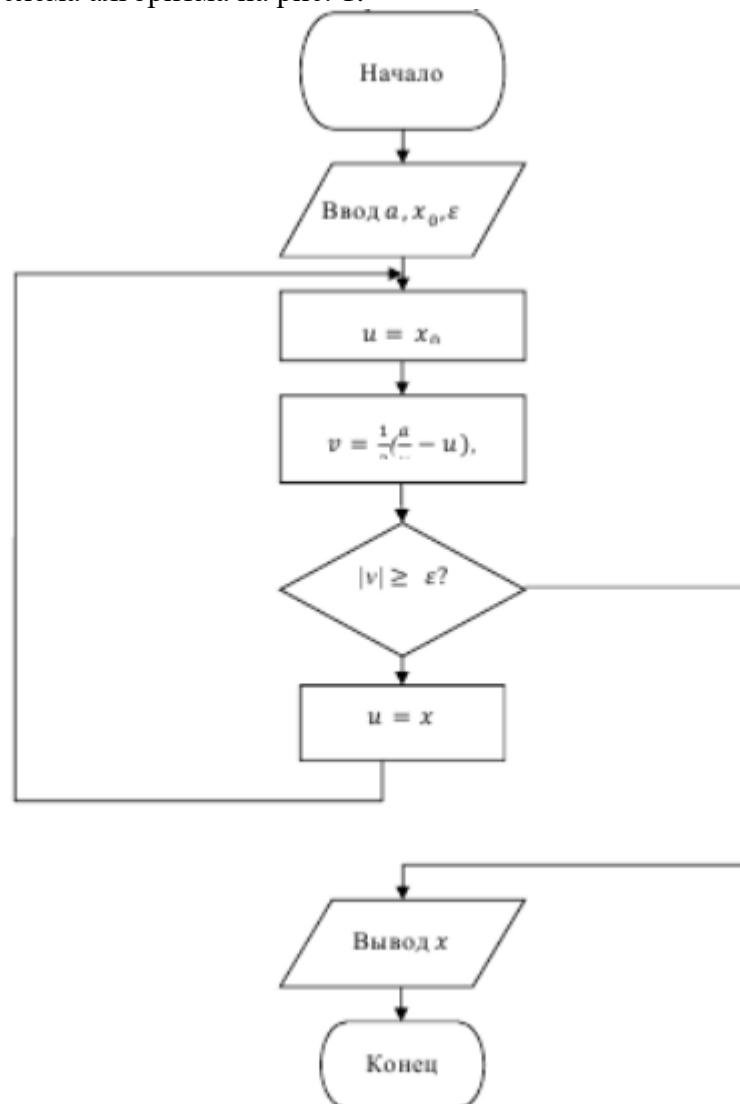 Начало
Ввод a, x₀, ε
u = x₀
v = (a − u),
|v| ≥ ε?
u = x
Вывод x
Конец